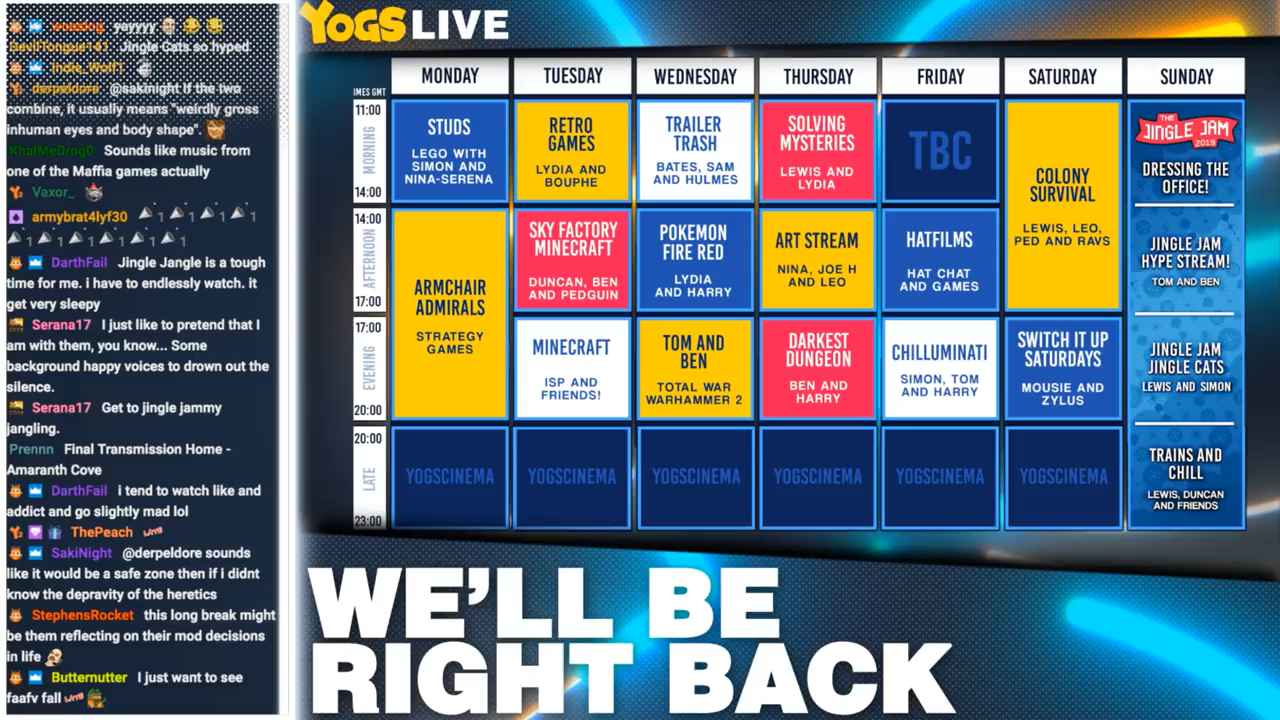 woosdog yayyyy
DevilTongue141 Jingle Cats so hyped
Indie_Wolf1
derpeldore @sakinight If the two
combine, it usually means "weirdly gross
inhuman eyes and body shape".
KhalMeDrog0 Sounds like music from
one of the Maffia games actually
Vaxor_
armybrat4lyf30 1 1 1 1
1 1 1 1 1 1
DarthFail Jingle Jangle is a tough
time for me. i have to endlessly watch. it
get very sleepy
Serana17 I just like to pretend that I
am with them, you know... Some
background happy voices to drown out the
silence.
Serana17 Get to jingle jammy
jangling.
Prennn Final Transmission Home -
Amaranth Cove
DarthFail i tend to watch like and
addict and go slightly mad lol
ThePeach
SakiNight @derpeldore sounds
like it would be a safe zone then if i didnt
know the depravity of the heretics
StephensRocket this long break might
be them reflecting on their mod decisions
in life
Butternutter I just want to see
faafv fall
YOGS LIVE
MONDAY TUESDAY WEDNESDAY THURSDAY FRIDAY SATURDAY SUNDAY
IMES GMT
11:00
MORNING
14:00
14:00
AFTERNOON
17:00
17:00
EVENING
20:00
20:00
LATE
23:00
STUDS
LEGO WITH
SIMON AND
NINA-SERENA
ARMCHAIR
ADMIRALS
STRATEGY
GAMES
YOGSCINEMA
RETRO
GAMES
LYDIA AND
BOUPHE
SKY FACTORY
MINECRAFT
DUNCAN, BEN
AND PEDGUIN
MINECRAFT
ISP AND
FRIENDS!
YOGSCINEMA
TRAILER
TRASH
BATES, SAM
AND HULMES
POKEMON
FIRE RED
LYDIA
AND HARRY
TOM AND
BEN
TOTAL WAR
WARHAMMER 2
YOGSCINEMA
SOLVING
MYSTERIES
LEWIS AND
LYDIA
ART STREAM
NINA, JOE H
AND LEO
DARKEST
DUNGEON
BEN AND
HARRY
YOGSCINEMA
TBC
HATFILMS
HAT CHAT
AND GAMES
CHILLUMINATI
SIMON, TOM
AND HARRY
YOGSCINEMA
COLONY
SURVIVAL
LEWIS, LEO,
PED AND RAVS
SWITCH IT UP
SATURDAYS
MOUSIE AND
ZYLUS
YOGSCINEMA
THE
JINGLE JAM
2019
DRESSING THE
OFFICE!
JINGLE JAM
HYPE STREAM!
TOM AND BEN
JINGLE JAM
JINGLE CATS
LEWIS AND SIMON
TRAINS AND
CHILL
LEWIS, DUNCAN
AND FRIENDS
WE'LL BE
RIGHT BACK